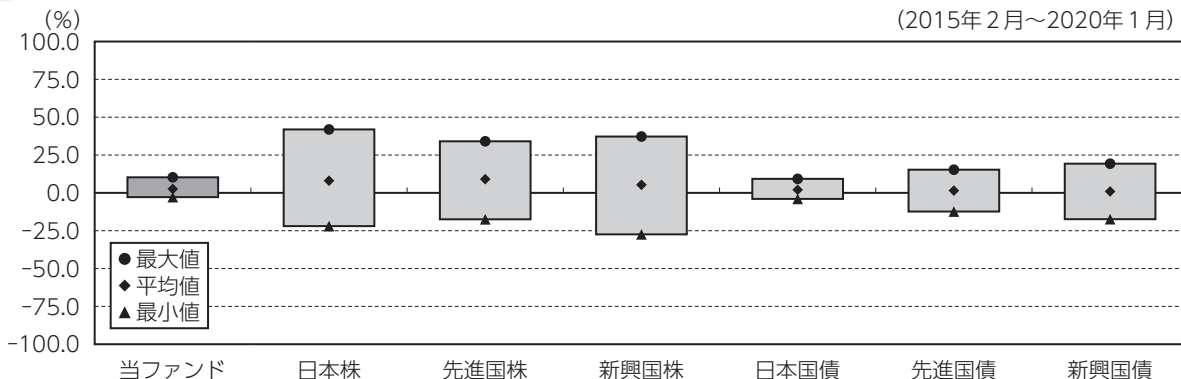 (%)
(2015年2月～2020年1月)
100.0
75.0
50.0
25.0
0.0
-25.0
-50.0
-75.0
-100.0
●最大値
◆平均値
▲最小値
当ファンド 日本株 先進国株 新興国株 日本国債 先進国債 新興国債